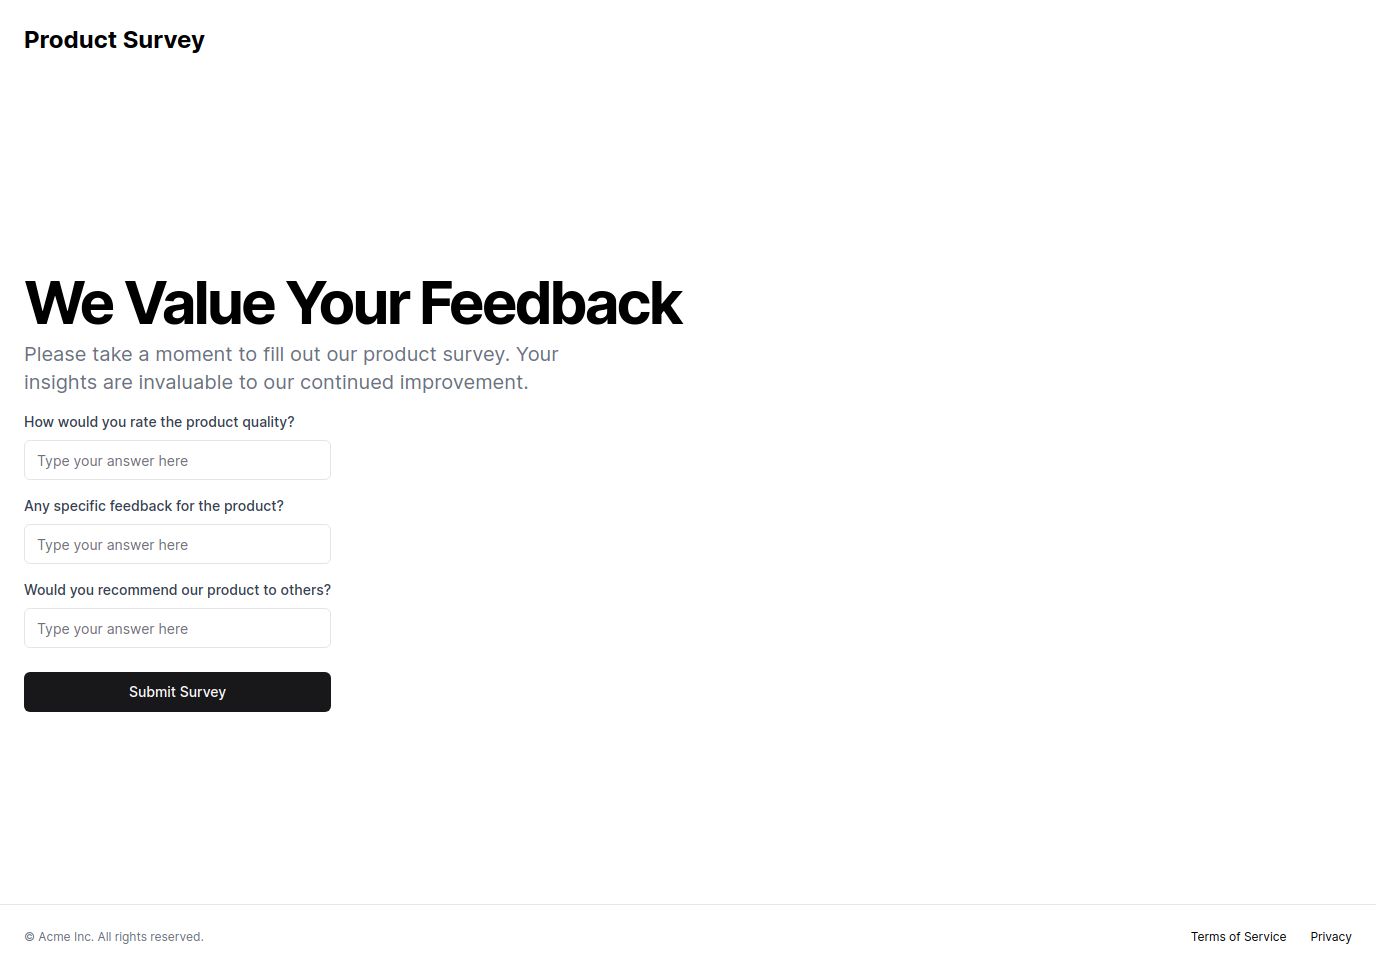 Product Survey
We Value Your Feedback
Please take a moment to fill out our product survey. Your
insights are invaluable to our continued improvement.
How would you rate the product quality?
Type your answer here
Any specific feedback for the product?
Type your answer here
Would you recommend our product to others?
Type your answer here
Submit Survey
© Acme Inc. All rights reserved.
Terms of Service
Privacy